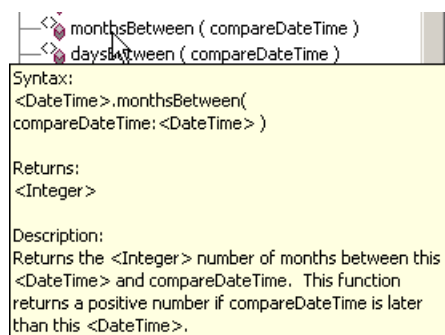 monthsBetween ( compareDateTime )
daysBetween ( compareDateTime )
Syntax:
<DateTime>.monthsBetween(
compareDateTime:<DateTime> )
Returns:
<Integer>
Description:
Returns the <Integer> number of months between this
<DateTime> and compareDateTime.  This function
returns a positive number if compareDateTime is later
than this <DateTime>.